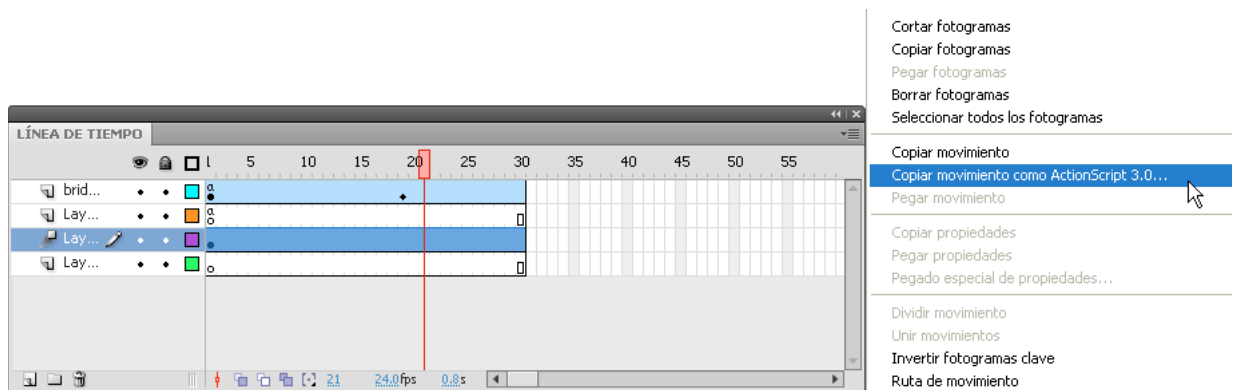 LÍNEA DE TIEMPO
1 5 10 15 20 25 30 35 40 45 50 55
brid...
Lay...
Lay...
Lay...
21 24.0fps 0.8s
Cortar fotogramas
Copiar fotogramas
Pegar fotogramas
Borrar fotogramas
Seleccionar todos los fotogramas
Copiar movimiento
Copiar movimiento como ActionScript 3.0...
Pegar movimiento
Copiar propiedades
Pegar propiedades
Pegado especial de propiedades...
Dividir movimiento
Unir movimientos
Invertir fotogramas clave
Ruta de movimiento